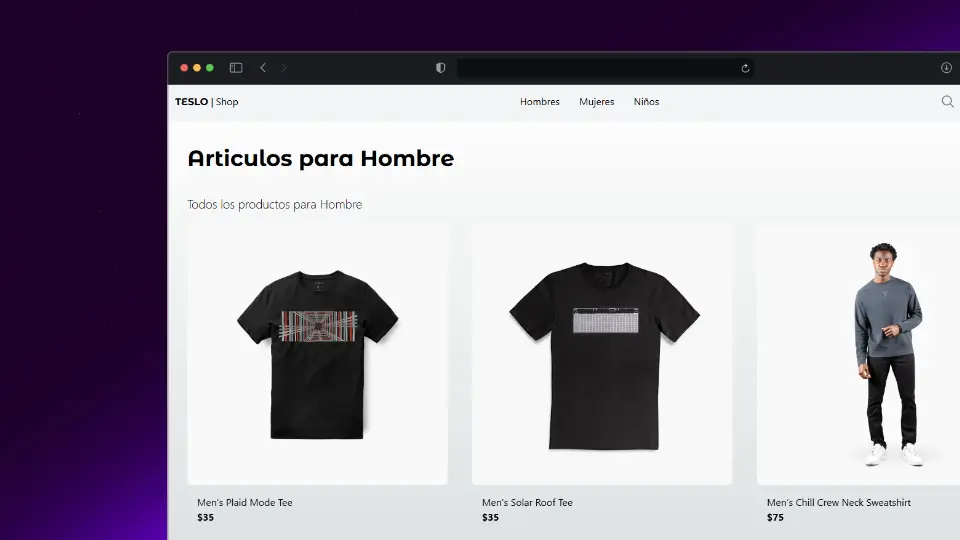 TESLO | Shop
Hombres Mujeres Niños
Articulos para Hombre
Todos los productos para Hombre
Men's Plaid Mode Tee
$35
Men's Solar Roof Tee
$35
Men's Chill Crew Neck Sweatshirt
$75